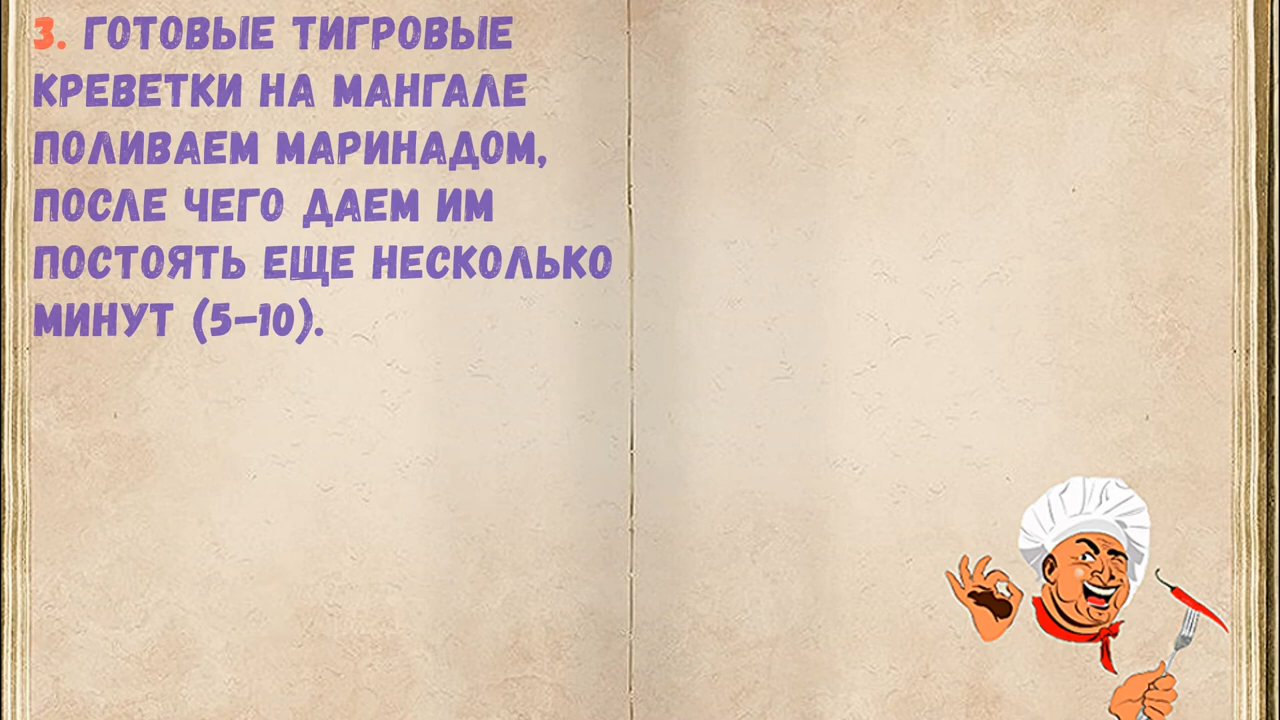 3. ГОТОВЫЕ ТИГРОВЫЕ
КРЕВЕТКИ НА МАНГАЛЕ
ПОЛИВАЕМ МАРИНАДОМ,
ПОСЛЕ ЧЕГО ДАЕМ ИМ
ПОСТОЯТЬ ЕЩЕ НЕСКОЛЬКО
МИНУТ (5-10).